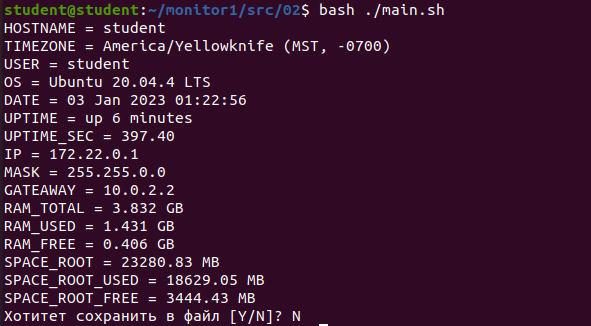 student@student:~/monitor1/src/02$ bash ./main.sh
HOSTNAME = student
TIMEZONE = America/Yellowknife (MST, -0700)
USER = student
OS = Ubuntu 20.04.4 LTS
DATE = 03 Jan 2023 01:22:56
UPTIME = up 6 minutes
UPTIME_SEC = 397.40
IP = 172.22.0.1
MASK = 255.255.0.0
GATEAWAY = 10.0.2.2
RAM_TOTAL = 3.832 GB
RAM_USED = 1.431 GB
RAM_FREE = 0.406 GB
SPACE_ROOT = 23280.83 MB
SPACE_ROOT_USED = 18629.05 MB
SPACE_ROOT_FREE = 3444.43 MB
Хотитет сохранить в файл [Y/N]? N